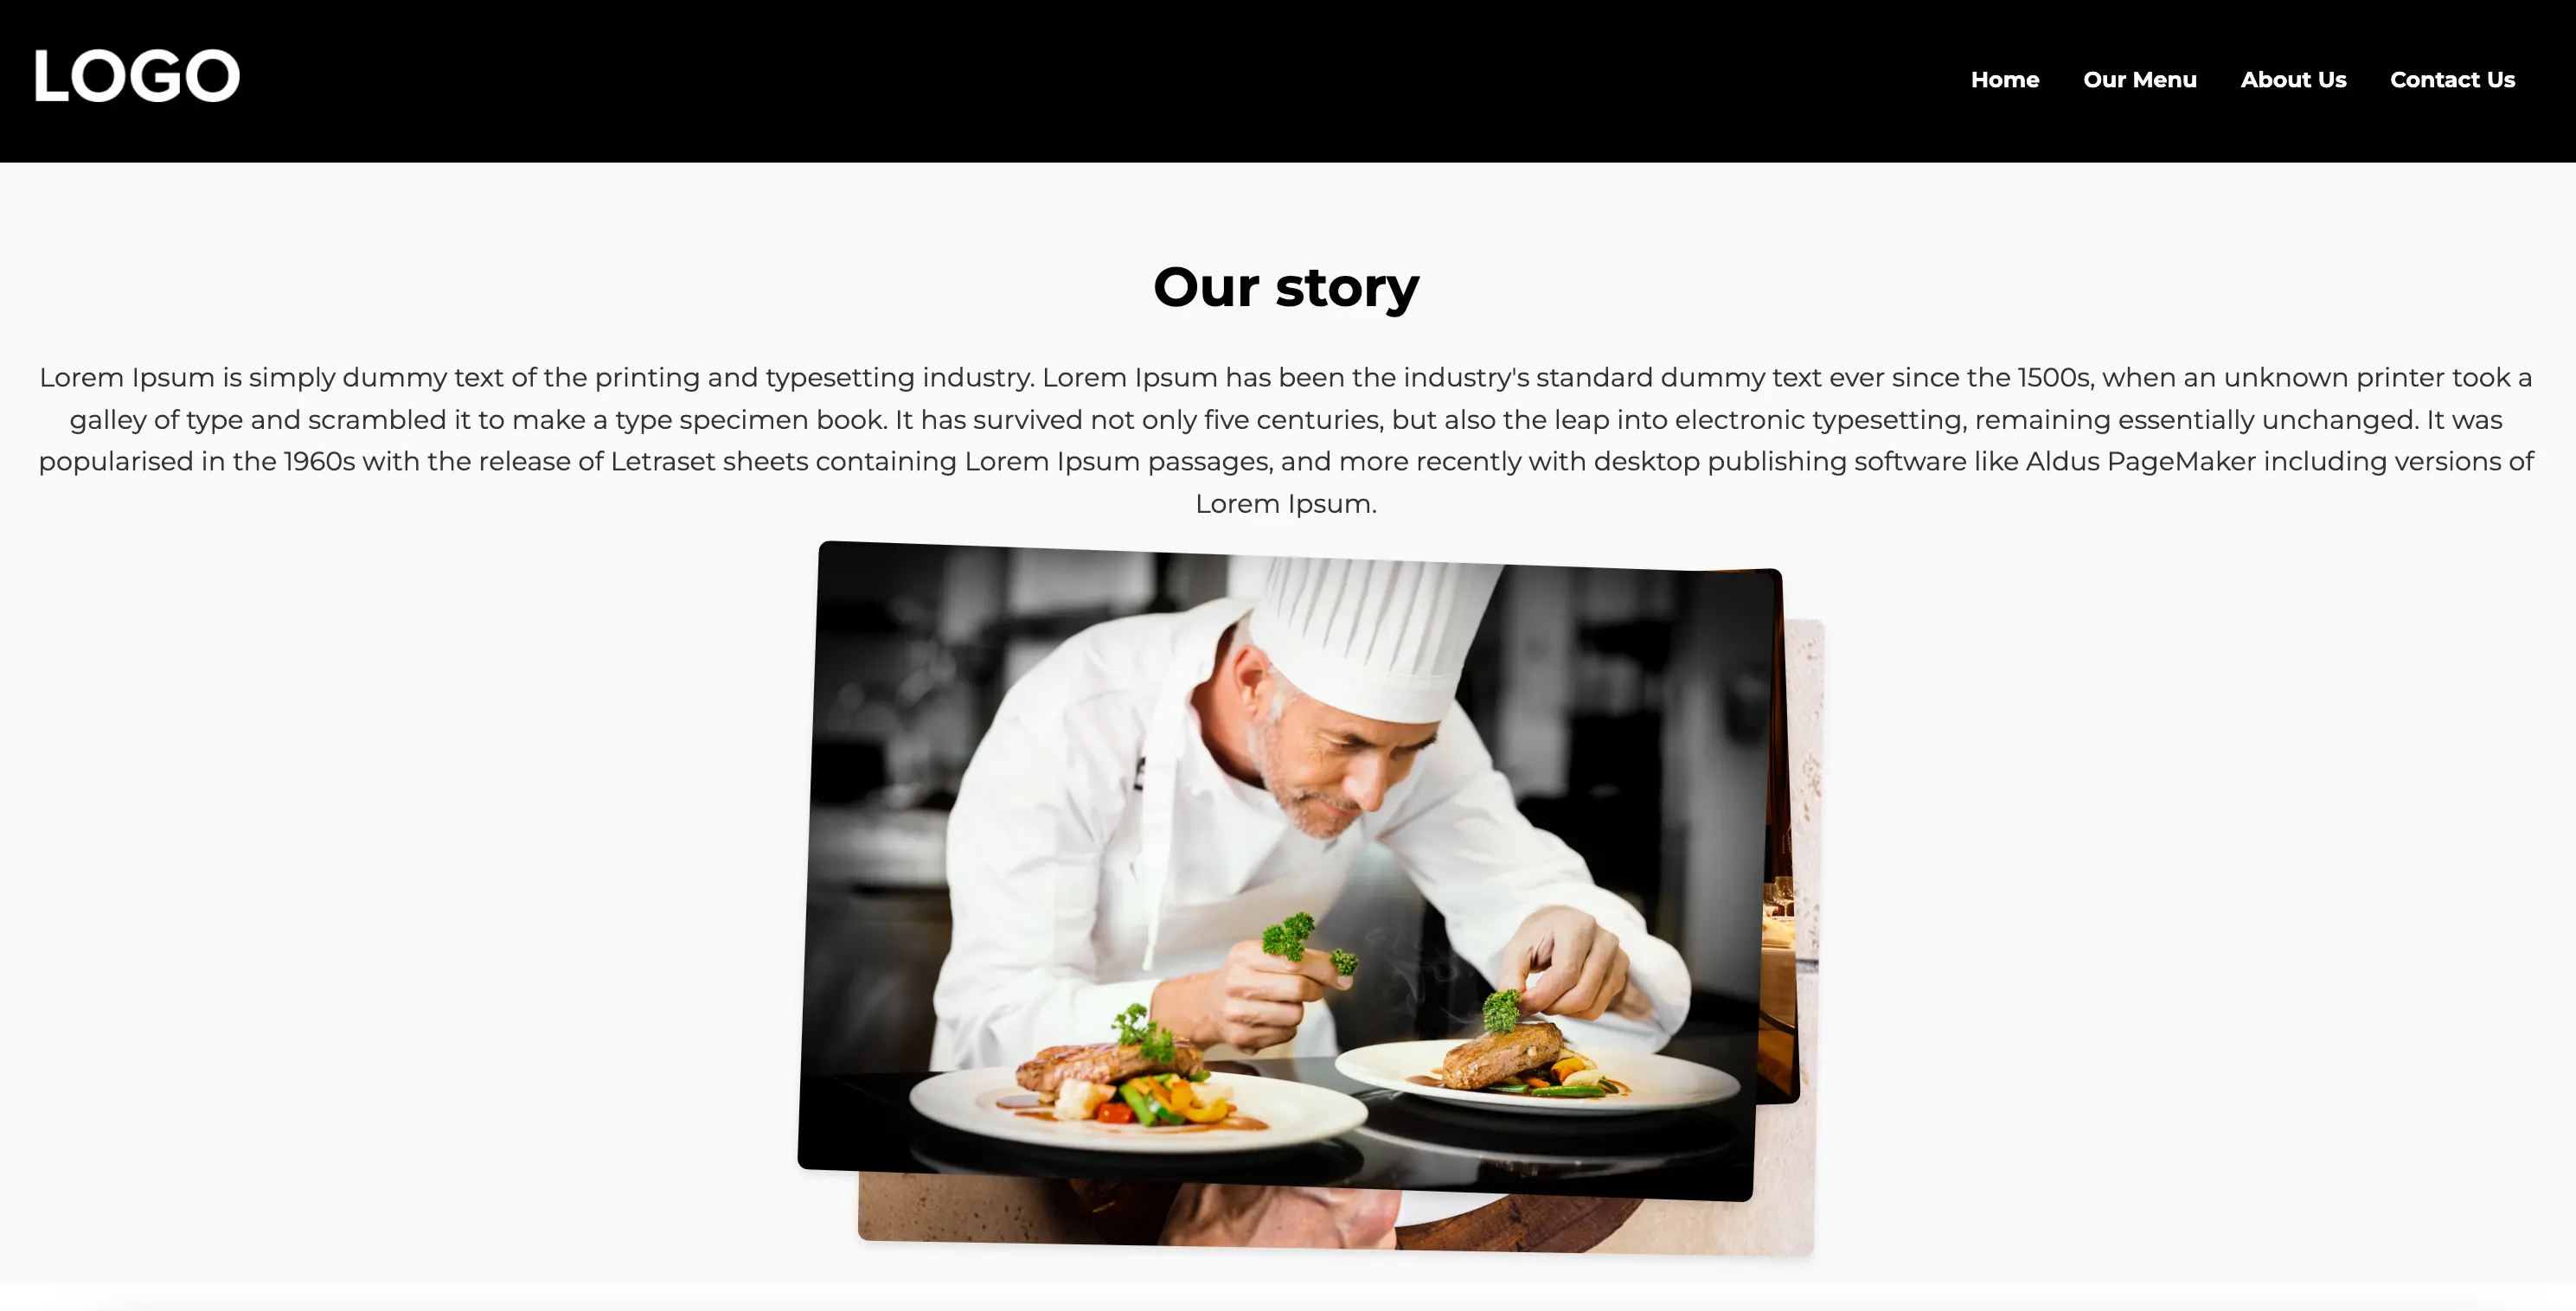 LOGO
Home Our Menu About Us Contact Us
Our story
Lorem Ipsum is simply dummy text of the printing and typesetting industry. Lorem Ipsum has been the industry's standard dummy text ever since the 1500s, when an unknown printer took a
galley of type and scrambled it to make a type specimen book. It has survived not only five centuries, but also the leap into electronic typesetting, remaining essentially unchanged. It was
popularised in the 1960s with the release of Letraset sheets containing Lorem Ipsum passages, and more recently with desktop publishing software like Aldus PageMaker including versions of
Lorem Ipsum.